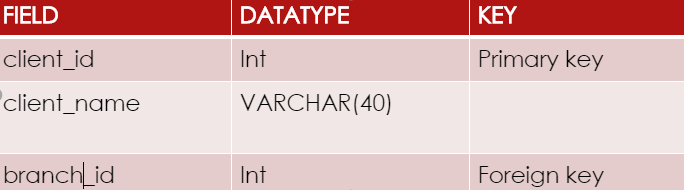 FIELD DATATYPE KEY
client_id Int Primary key
client_name VARCHAR(40)
branch_id Int Foreign key